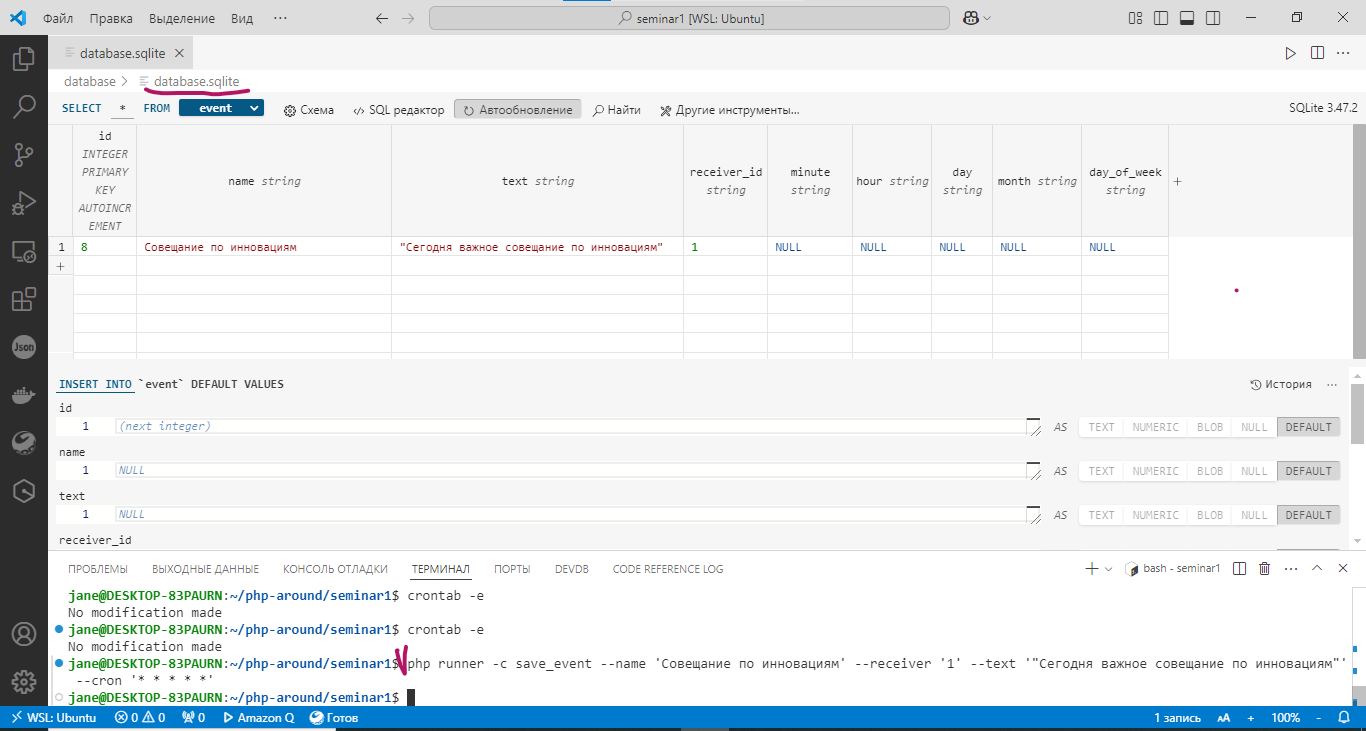 Файл Правка Выделение Вид ··· seminar1 [WSL: Ubuntu]
database.sqlite
database > database.sqlite
SELECT * FROM event Схема SQL редактор Автообновление Найти Другие инструменты... SQLite 3.47.2
id INTEGER PRIMARY KEY AUTOINCREMENT name string text string receiver_id string minute string hour string day string month string day_of_week string +
1 8 Совещание по инновациям "Сегодня важное совещание по инновациям" 1 NULL NULL NULL NULL NULL
+
INSERT INTO `event` DEFAULT VALUES История ···
id
1 (next integer) AS TEXT NUMERIC BLOB NULL DEFAULT
name
1 NULL AS TEXT NUMERIC BLOB NULL DEFAULT
text
1 NULL AS TEXT NUMERIC BLOB NULL DEFAULT
receiver_id
ПРОБЛЕМЫ ВЫХОДНЫЕ ДАННЫЕ КОНСОЛЬ ОТЛАДКИ ТЕРМИНАЛ ПОРТЫ DEVDB CODE REFERENCE LOG bash - seminar1
jane@DESKTOP-83PAURN:~/php-around/seminar1$ crontab -e
No modification made
jane@DESKTOP-83PAURN:~/php-around/seminar1$ crontab -e
No modification made
jane@DESKTOP-83PAURN:~/php-around/seminar1$ php runner -c save_event --name 'Совещание по инновациям' --receiver '1' --text '"Сегодня важное совещание по инновациям"'
--cron '* * * * *'
jane@DESKTOP-83PAURN:~/php-around/seminar1$
Json
WSL: Ubuntu 0 0 0 Amazon Q Готов 1 запись AA + 100% -